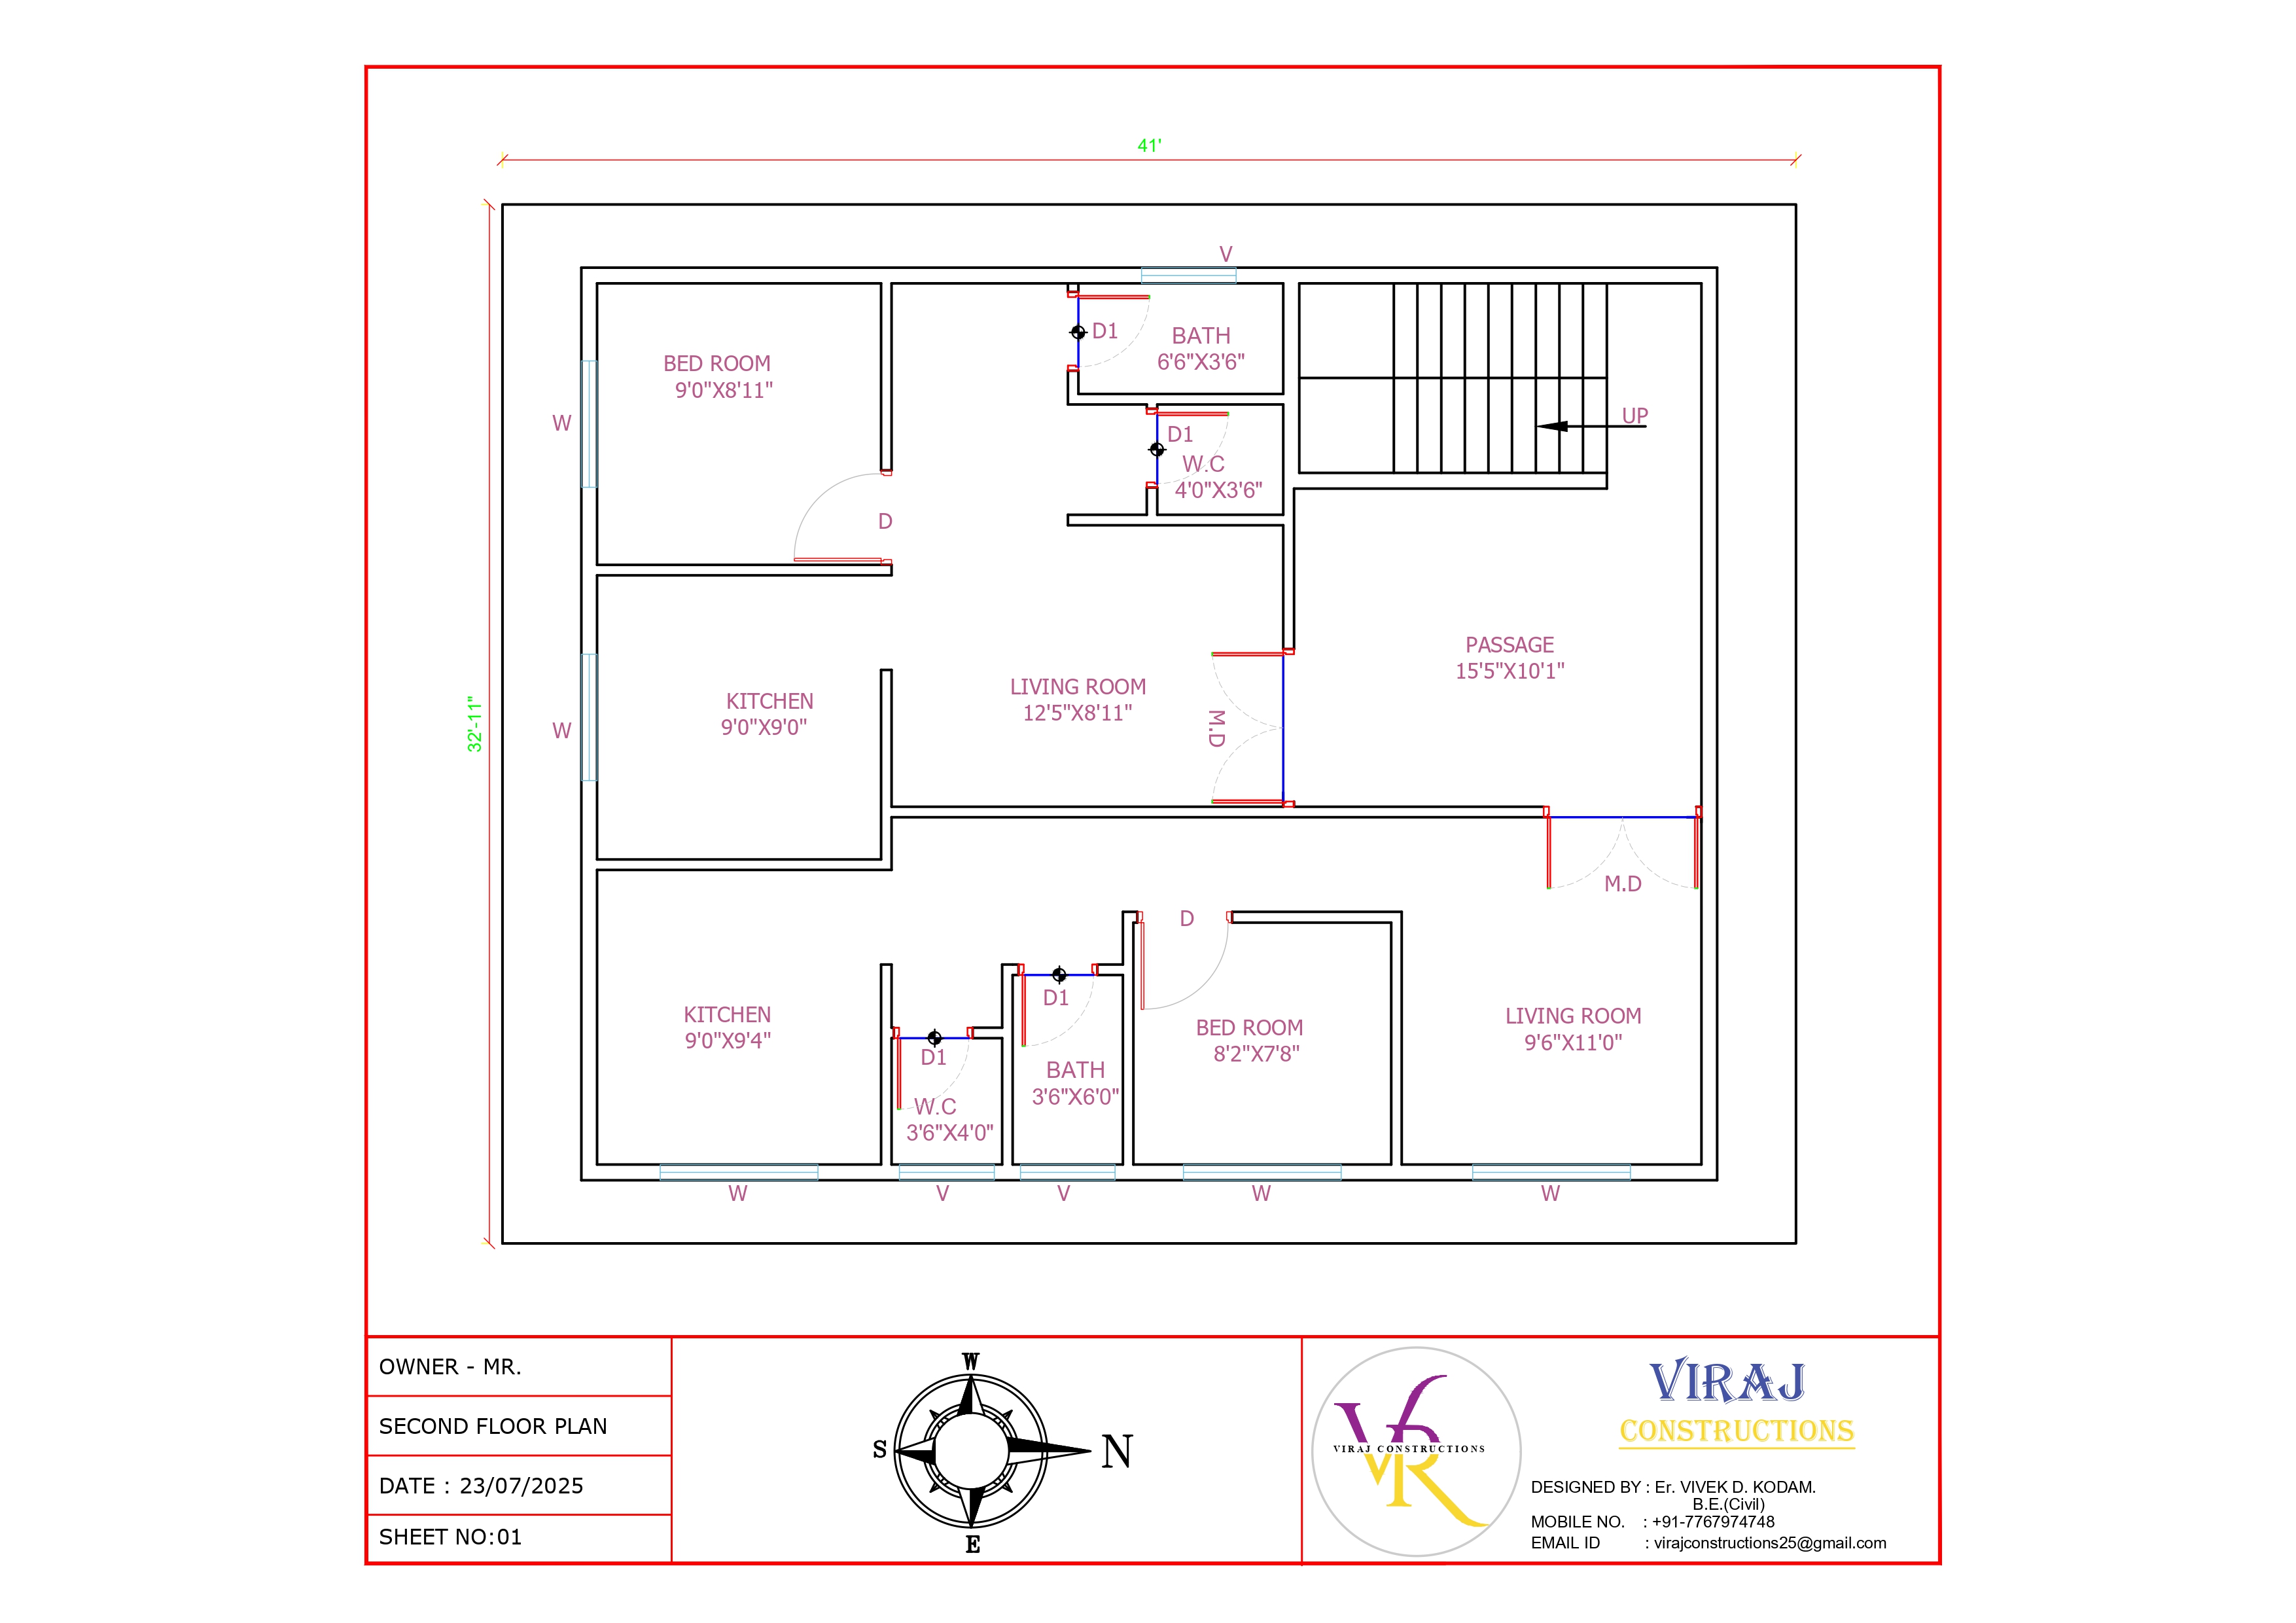 41'
32'-11"
V
BED ROOM
9'0"X8'11"
D1
BATH
6'6"X3'6"
W
D1
W.C
4'0"X3'6"
UP
D
PASSAGE
15'5"X10'1"
KITCHEN
9'0"X9'0"
W
LIVING ROOM
12'5"X8'11"
M.D
M.D
D
D1
KITCHEN
9'0"X9'4"
D1
W.C
3'6"X4'0"
BATH
3'6"X6'0"
BED ROOM
8'2"X7'8"
LIVING ROOM
9'6"X11'0"
W
V
V
W
W
OWNER - MR.
SECOND FLOOR PLAN
DATE : 23/07/2025
SHEET NO:01
W
S
N
E
VR
VIRAJ CONSTRUCTIONS
VIRAJ
CONSTRUCTIONS
DESIGNED BY : Er. VIVEK D. KODAM.
B.E.(Civil)
MOBILE NO. : +91-7767974748
EMAIL ID : virajconstructions25@gmail.com